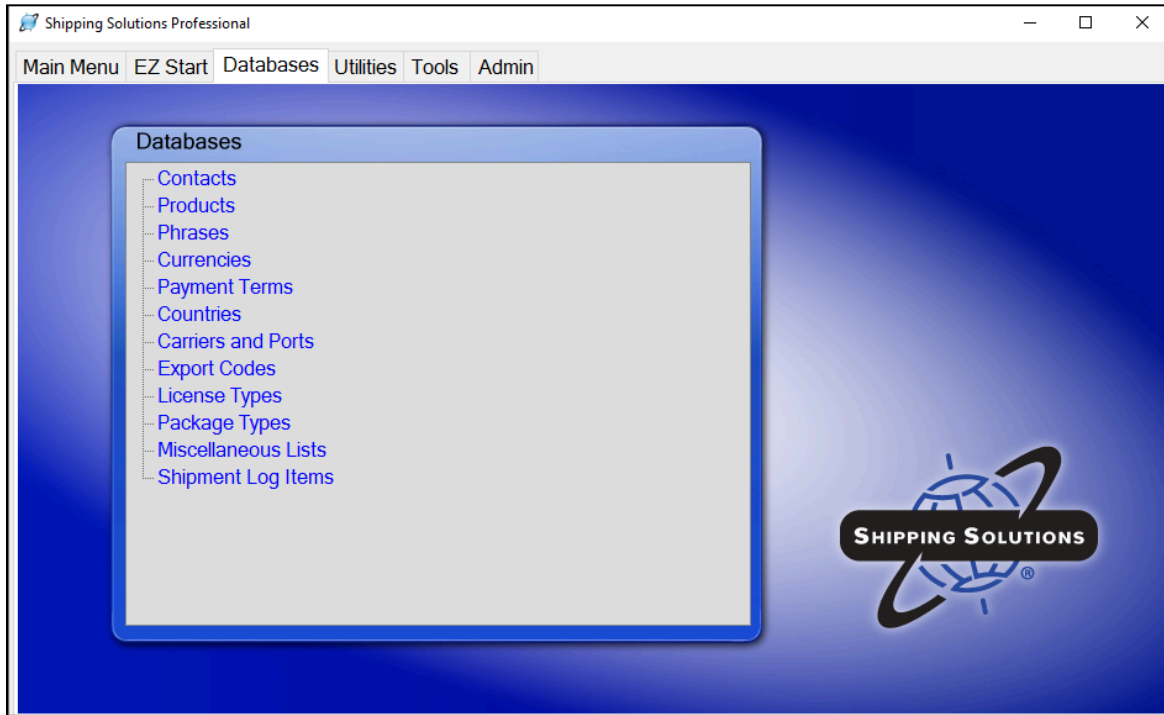 Shipping Solutions Professional
Main Menu EZ Start Databases Utilities Tools Admin
Databases
Contacts
Products
Phrases
Currencies
Payment Terms
Countries
Carriers and Ports
Export Codes
License Types
Package Types
Miscellaneous Lists
Shipment Log Items
SHIPPING SOLUTIONS
®